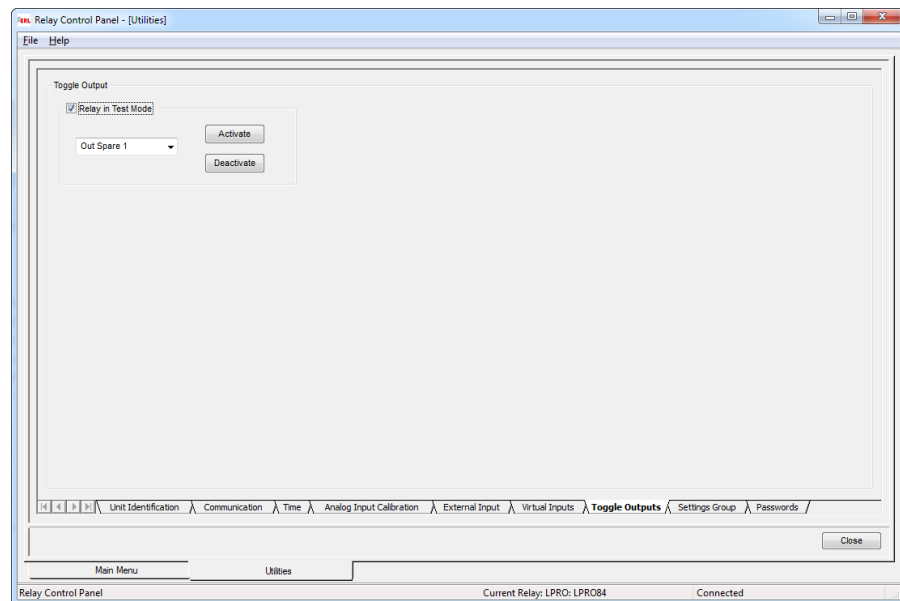 ERL Relay Control Panel - [Utilities]
File Help
Toggle Output
Relay in Test Mode
Activate
Out Spare 1
Deactivate
Unit Identification Communication Time Analog Input Calibration External Input Virtual Inputs Toggle Outputs Settings Group Passwords
Close
Main Menu Utilities
Relay Control Panel Current Relay: LPRO: LPRO84 Connected